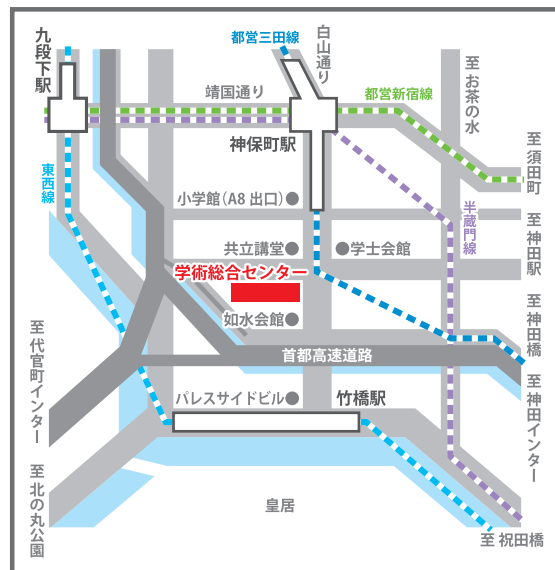 九段下駅
都営三田線
白山通り
至 お茶の水
靖国通り
都営新宿線
神保町駅
至 須田町
東西線
小学館（A8 出口）
半蔵門線
至 神田駅
共立講堂
学士会館
学術総合センター
如水会館
至 神田橋
至 代官町インター
首都高速道路
至 神田インター
パレスサイドビル
竹橋駅
至 北の丸公園
皇居
至 祝田橋